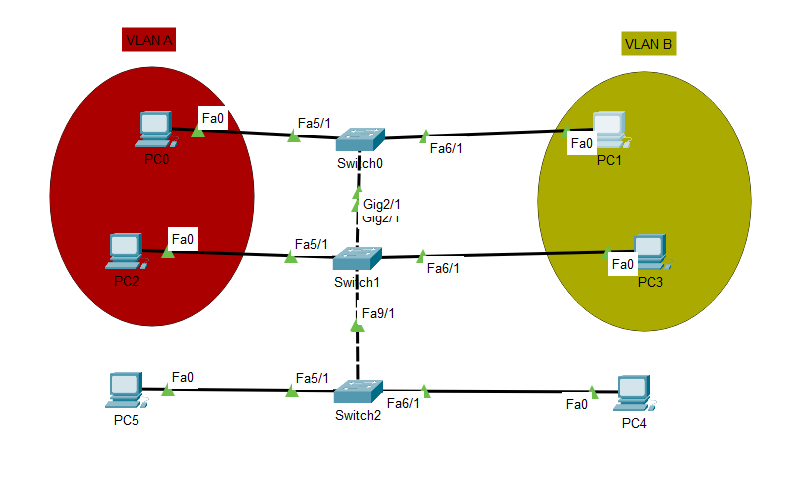 VLAN A
VLAN B
Fa0
Fa5/1
Switch0
Fa6/1
Fa0
PC0
PC1
Gig2/1
Gig2/1
Fa0
Fa5/1
Switch1
Fa6/1
Fa0
PC2
PC3
Fa9/1
Fa0
Fa5/1
Switch2
Fa6/1
Fa0
PC5
PC4